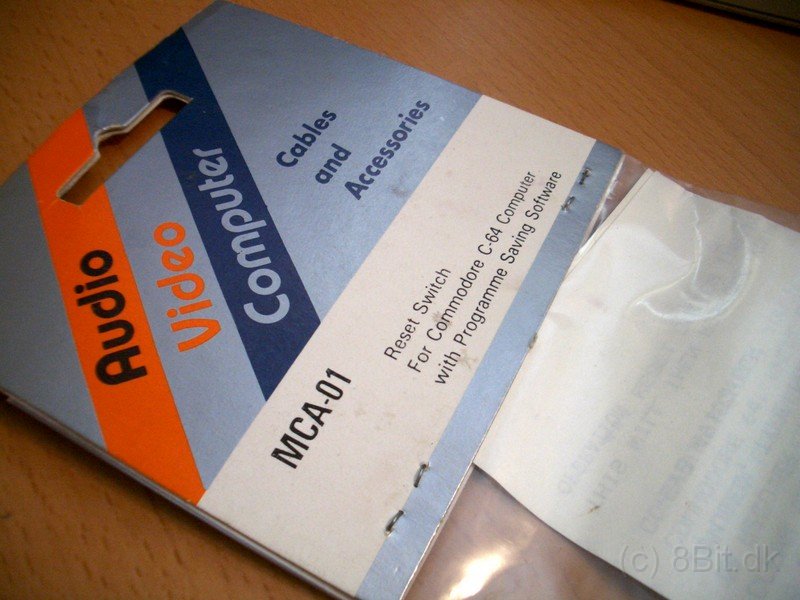 Audio
Video
Computer
Cables
and
Accessories
MCA-01
Reset Switch
For Commodore C-64 Computer
with Programme Saving Software
(c) 8Bit.dk